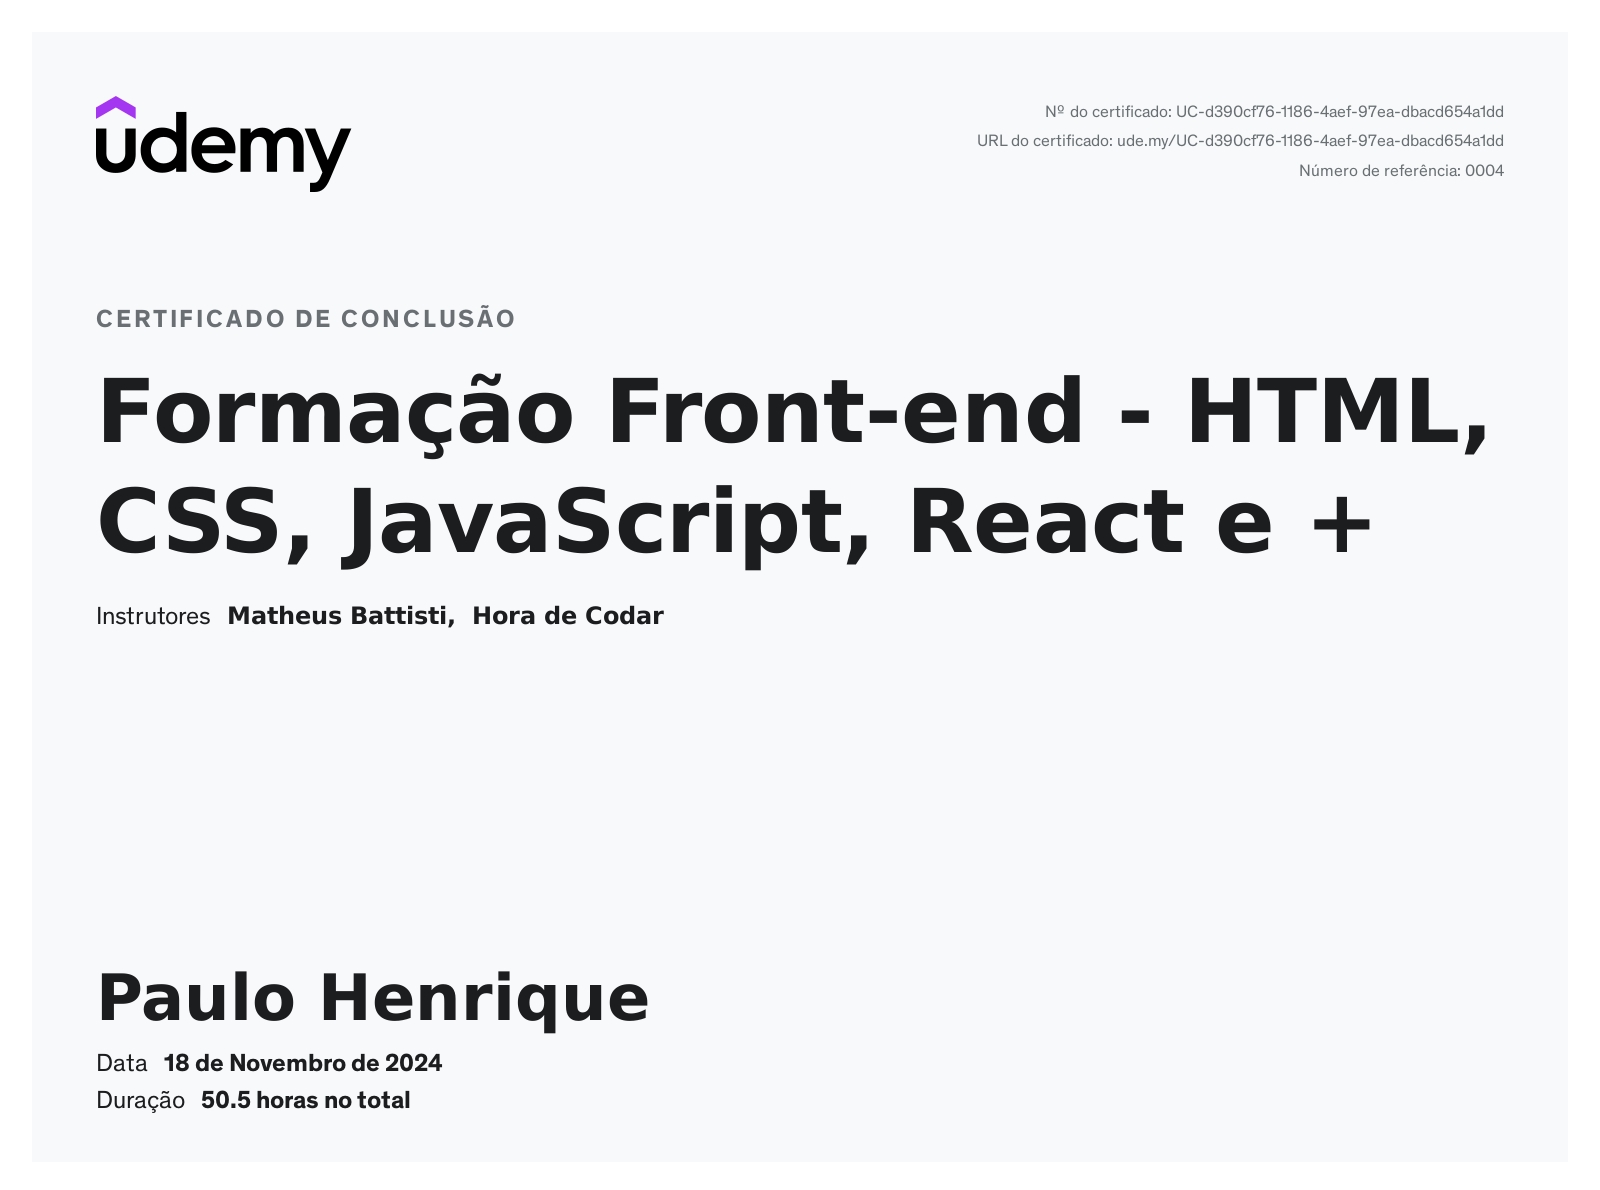 udemy
Nº do certificado: UC-d390cf76-1186-4aef-97ea-dbacd654a1dd
URL do certificado: ude.my/UC-d390cf76-1186-4aef-97ea-dbacd654a1dd
Número de referência: 0004
CERTIFICADO DE CONCLUSÃO
Formação Front-end - HTML,
CSS, JavaScript, React e +
Instrutores Matheus Battisti, Hora de Codar
Paulo Henrique
Data 18 de Novembro de 2024
Duração 50.5 horas no total